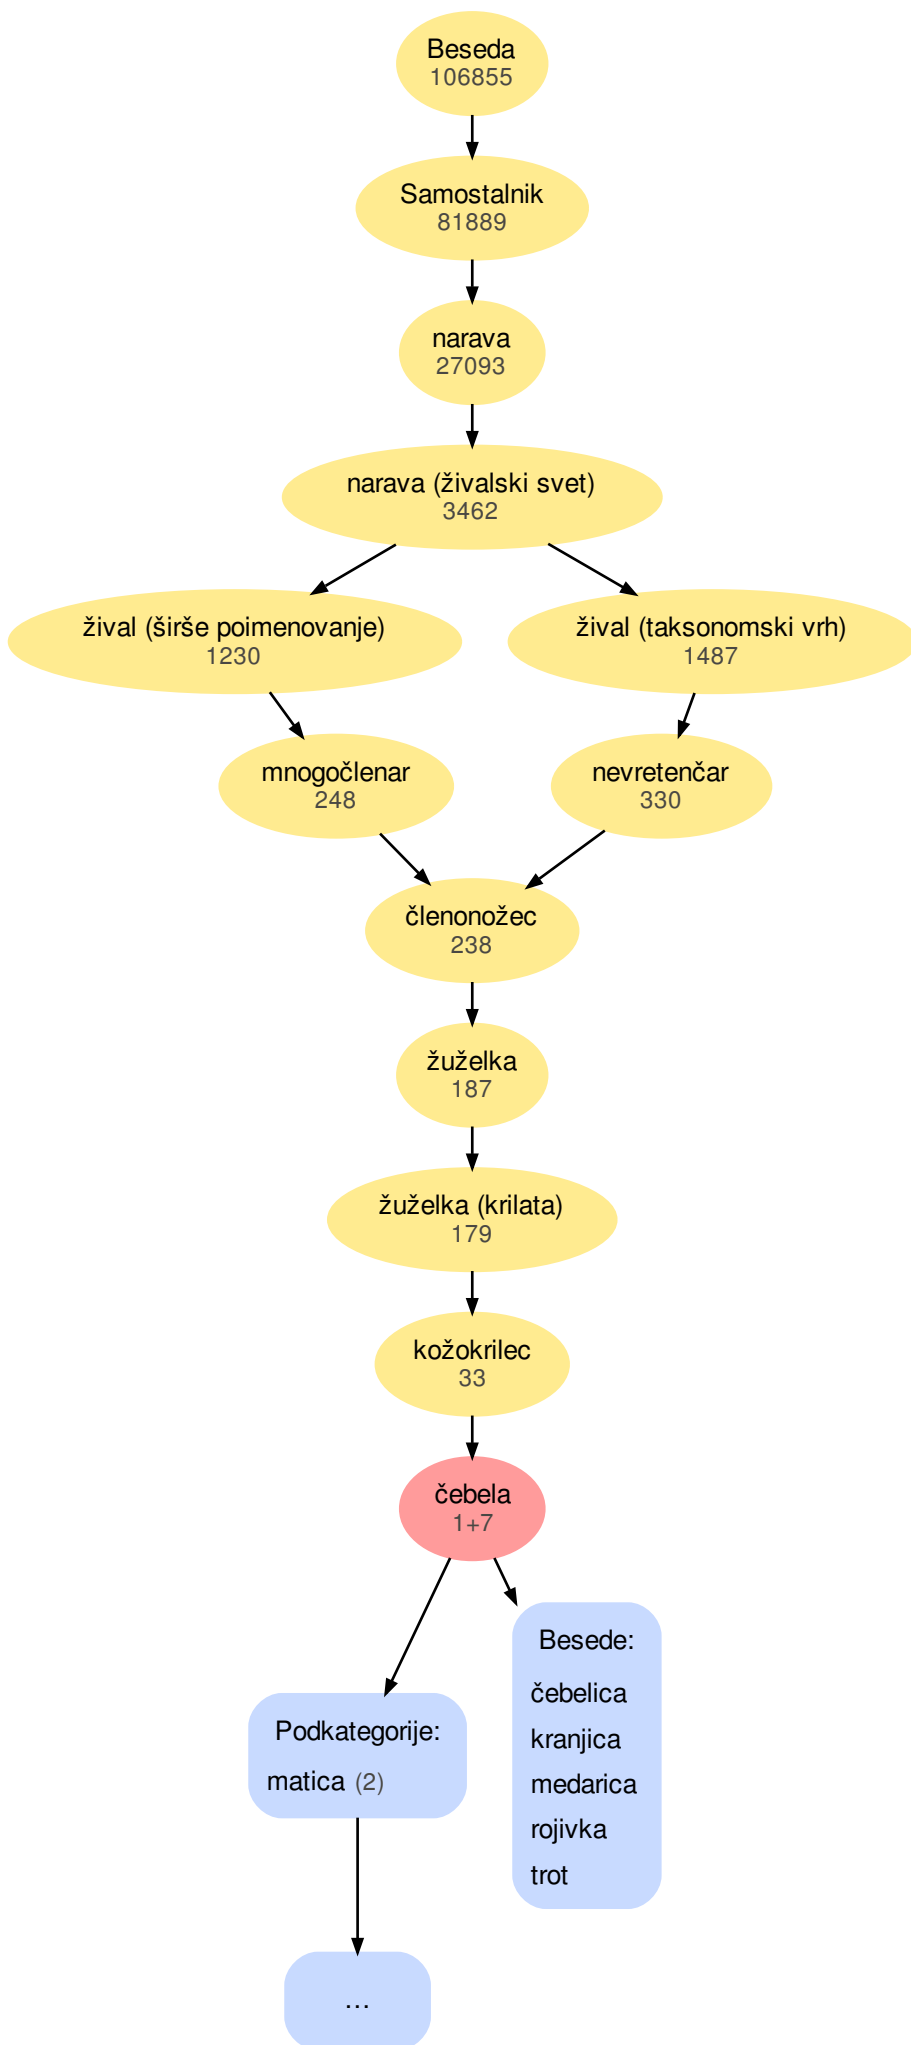 Beseda
106855
Samostalnik
81889
narava
27093
narava (živalski svet)
3462
žival (širše poimenovanje)
1230
žival (taksonomski vrh)
1487
mnogočlenar
248
nevretenčar
330
členonožec
238
žuželka
187
žuželka (krilata)
179
kožokrilec
33
čebela
1+7
Besede:
čebelica
kranjica
medarica
rojivka
trot
Podkategorije:
matica (2)
...